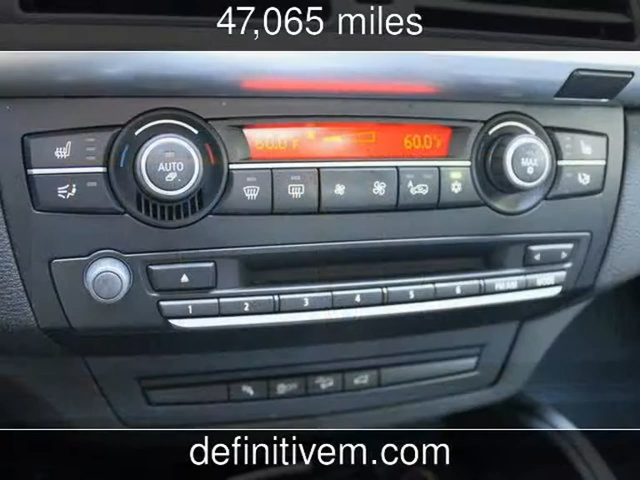 47,065 miles
60.0°F 60.0°F
AUTO MAX
1 2 3 4 5 6 FM/AM MODE
definitivem.com